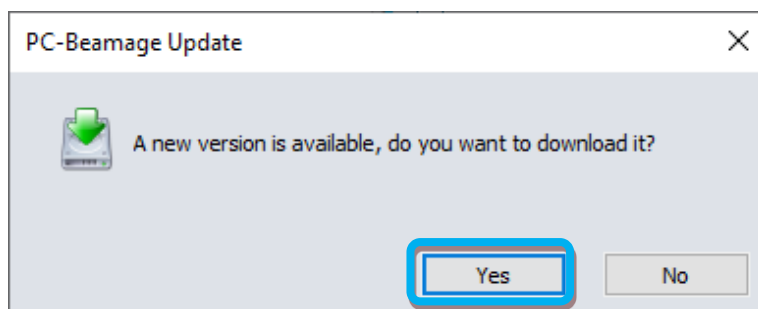 PC-Beamage Update
A new version is available, do you want to download it?
Yes
No